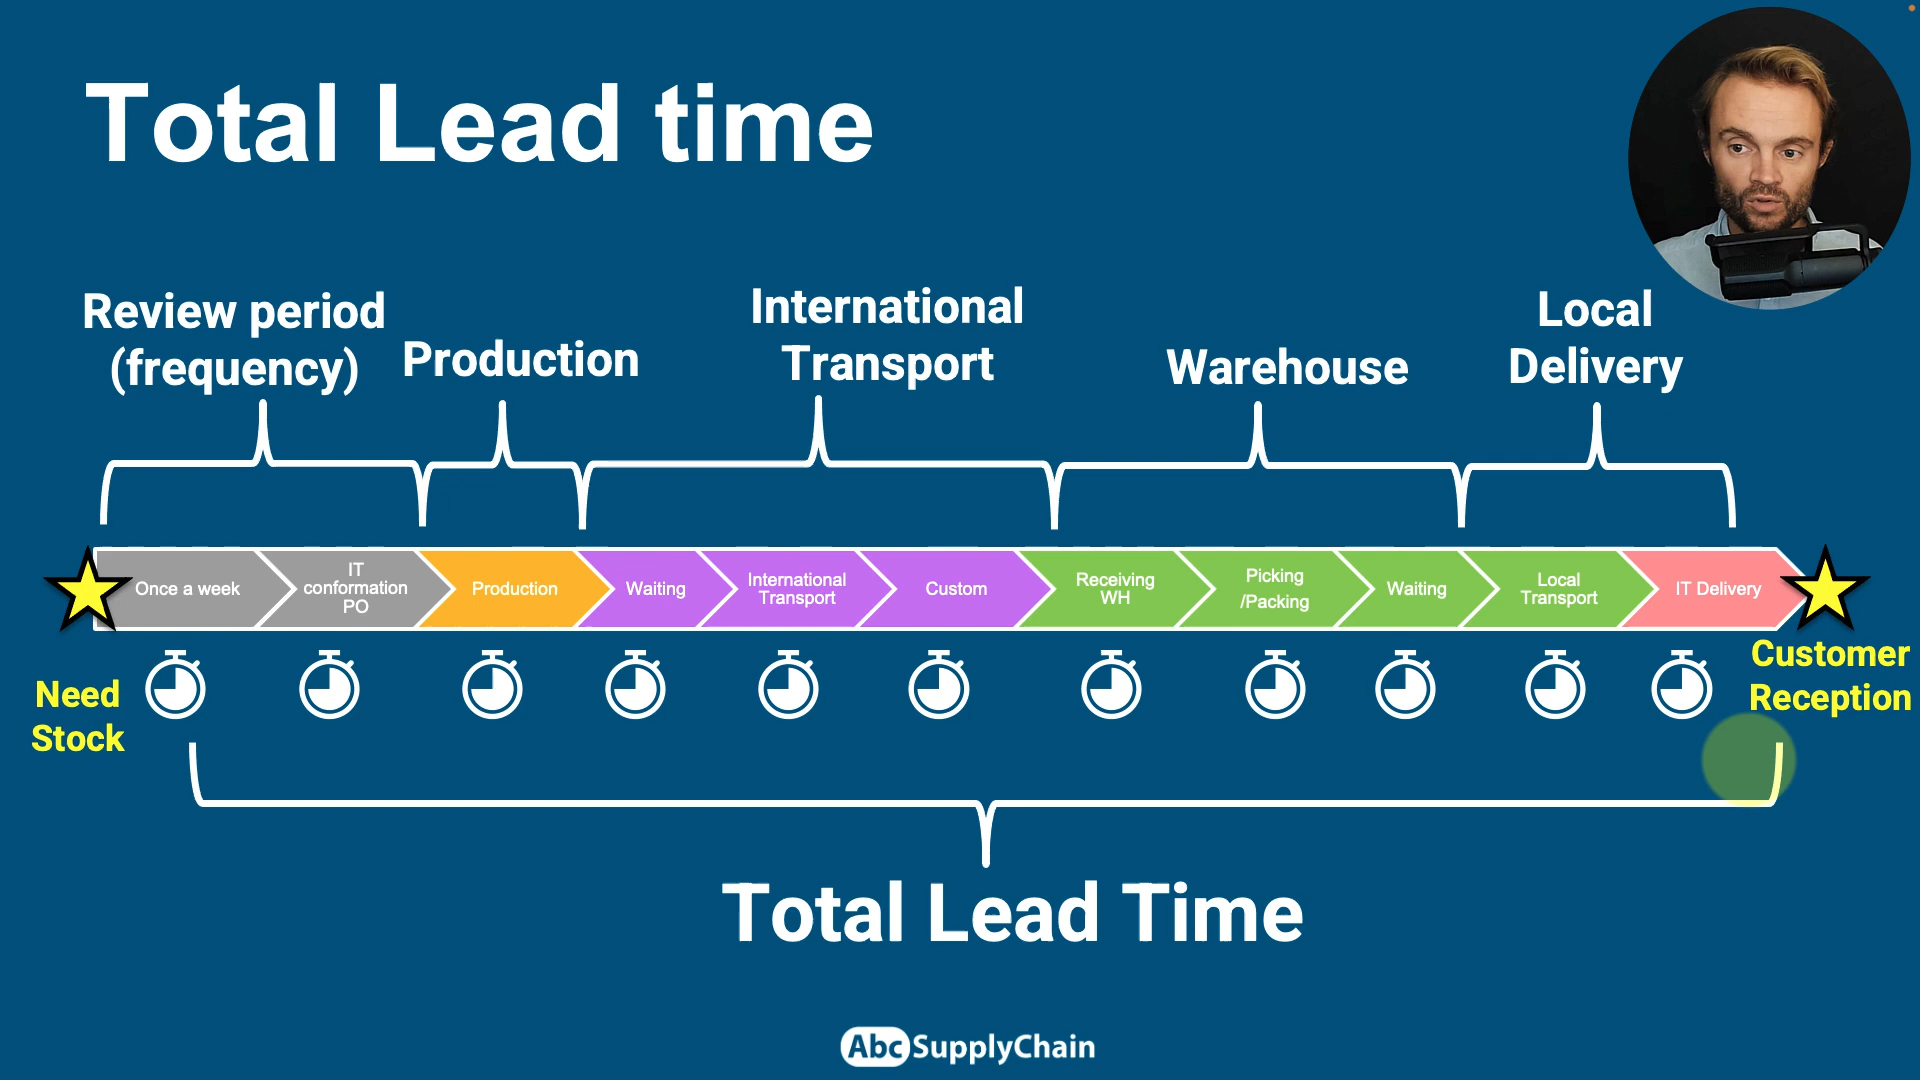 Total Lead time
Review period
(frequency)
Production
International
Transport
Warehouse
Local
Delivery
Once a week
IT
conformation
PO
Production
Waiting
International
Transport
Custom
Receiving
WH
Picking
/Packing
Waiting
Local
Transport
IT Delivery
Need
Stock
Customer
Reception
Total Lead Time
Abc SupplyChain